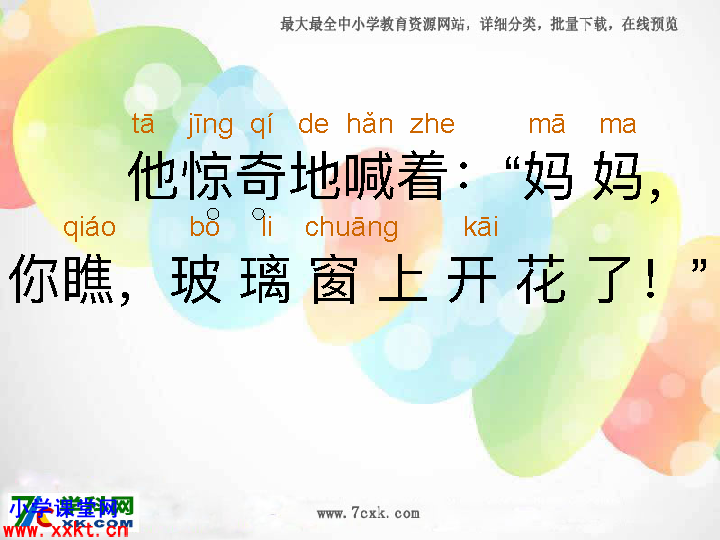 最大最全中小学教育资源网站，详细分类，批量下载，在线预览
tā jīng qí de hǎn zhe mā ma
他惊奇地喊着：“妈妈，
qiáo bō li chuāng kāi
你瞧，玻璃窗上开花了！”
小学课堂网
www.xxkt.cn
XK.COM
www.7cxk.com